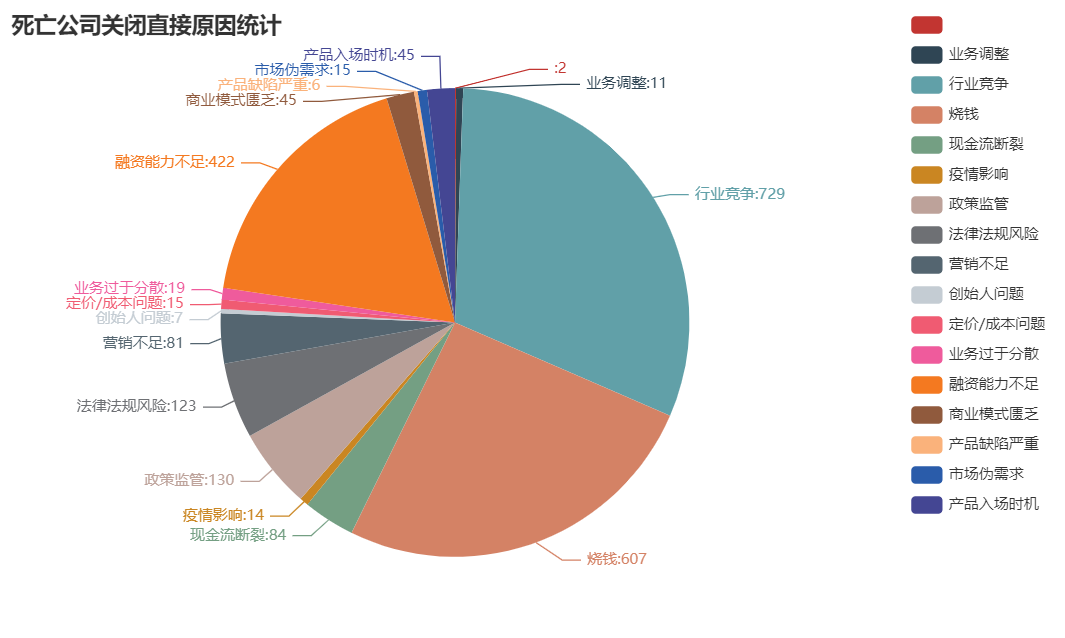 死亡公司关闭直接原因统计
产品入场时机:45
市场伪需求:15
产品缺陷严重:6
商业模式匮乏:45
:2
业务调整:11
融资能力不足:422
行业竞争:729
业务过于分散:19
定价/成本问题:15
创始人问题:7
营销不足:81
法律法规风险:123
政策监管:130
疫情影响:14
现金流断裂:84
烧钱:607
业务调整
行业竞争
烧钱
现金流断裂
疫情影响
政策监管
法律法规风险
营销不足
创始人问题
定价/成本问题
业务过于分散
融资能力不足
商业模式匮乏
产品缺陷严重
市场伪需求
产品入场时机